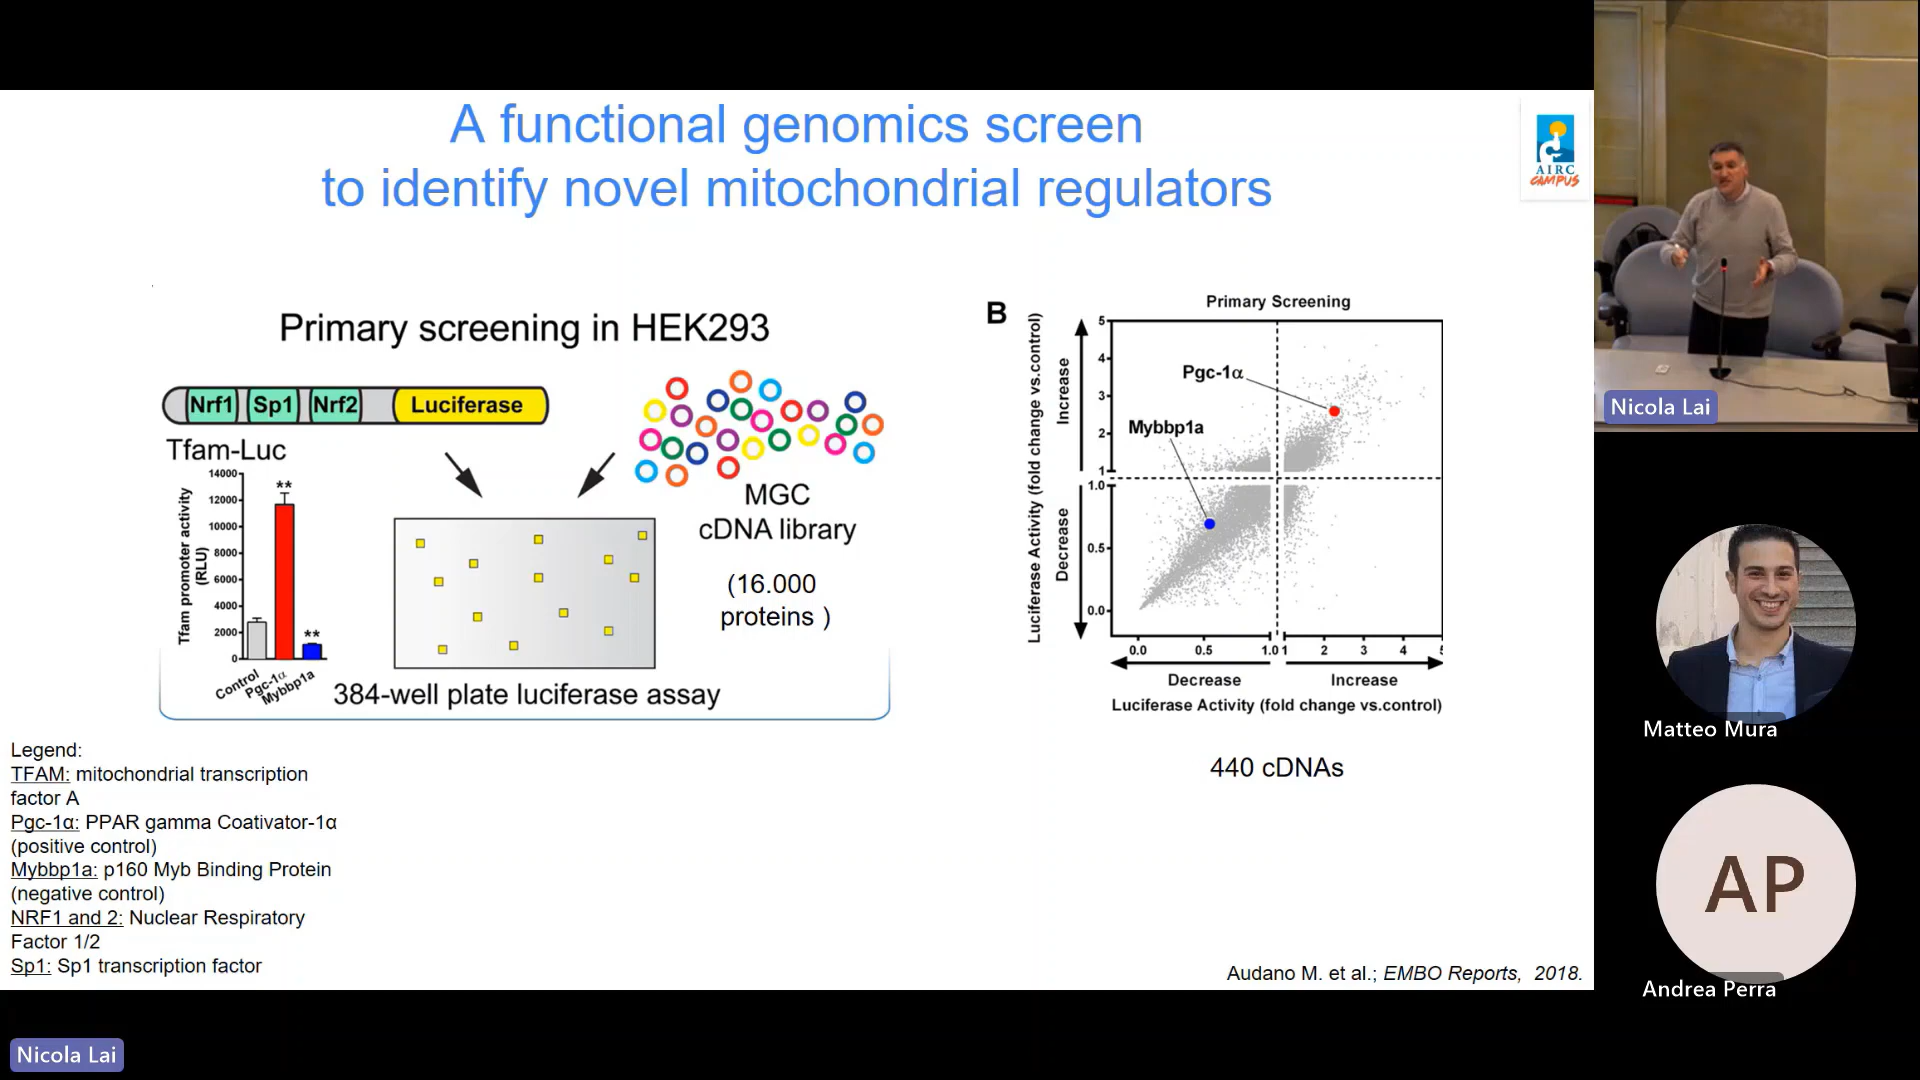 A functional genomics screen
to identify novel mitochondrial regulators
AIRC
CAMPUS
Primary screening in HEK293
Nrf1 Sp1 Nrf2 Luciferase
Tfam-Luc
Tfam promoter activity
(RLU)
14000
12000
10000
8000
6000
4000
2000
0
**
**
Control
Pgc-1α
Mybbp1a
MGC
cDNA library
(16.000
proteins )
384-well plate luciferase assay
B
Primary Screening
Luciferase Activity (fold change vs.control)
Increase
Decrease
5
4
3
2
1
1.0
0.5
0.0
Pgc-1α
Mybbp1a
0.0 0.5 1.0 1 2 3 4 5
Decrease Increase
Luciferase Activity (fold change vs.control)
440 cDNAs
Legend:
TFAM: mitochondrial transcription
factor A
Pgc-1α: PPAR gamma Coativator-1α
(positive control)
Mybbp1a: p160 Myb Binding Protein
(negative control)
NRF1 and 2: Nuclear Respiratory
Factor 1/2
Sp1: Sp1 transcription factor
Audano M. et al.; EMBO Reports, 2018.
Nicola Lai
Matteo Mura
AP
Andrea Perra
Nicola Lai